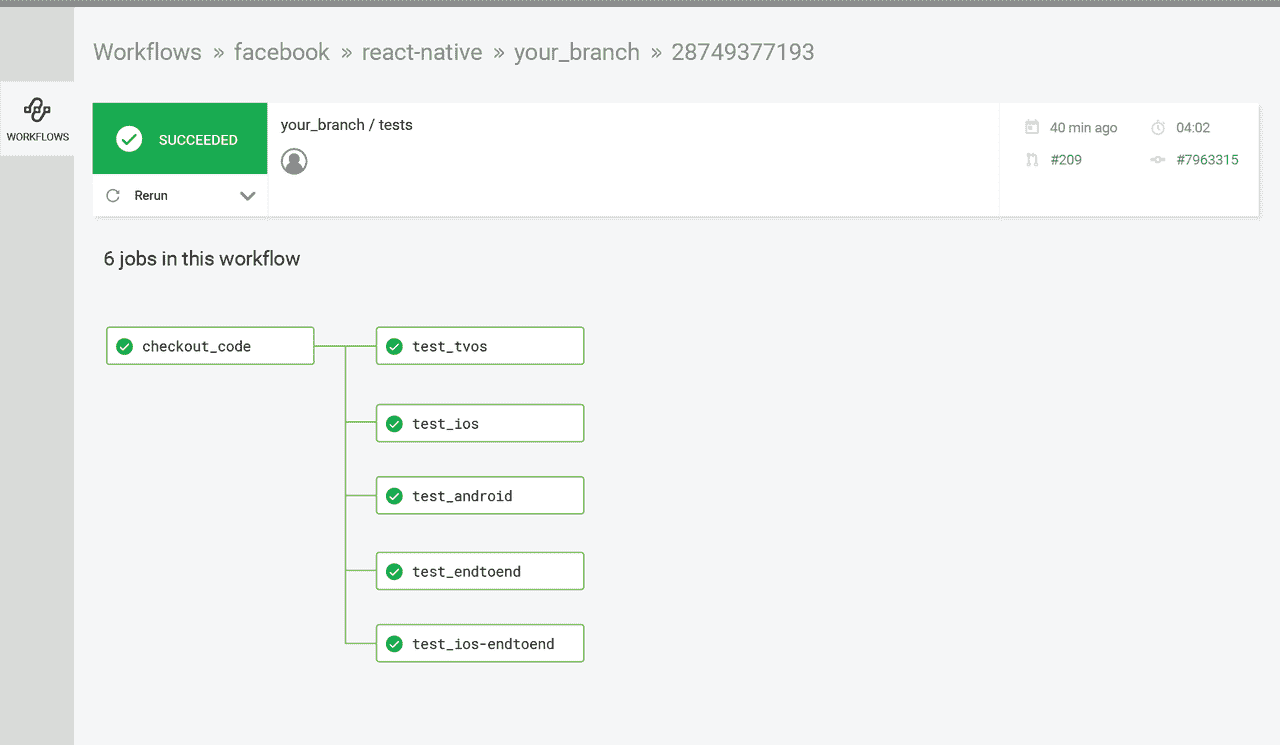 Workflows » facebook » react-native » your_branch » 28749377193
WORKFLOWS
SUCCEEDED
Rerun
your_branch / tests
40 min ago
04:02
#209
#7963315
6 jobs in this workflow
checkout_code
test_tvos
test_ios
test_android
test_endtoend
test_ios-endtoend